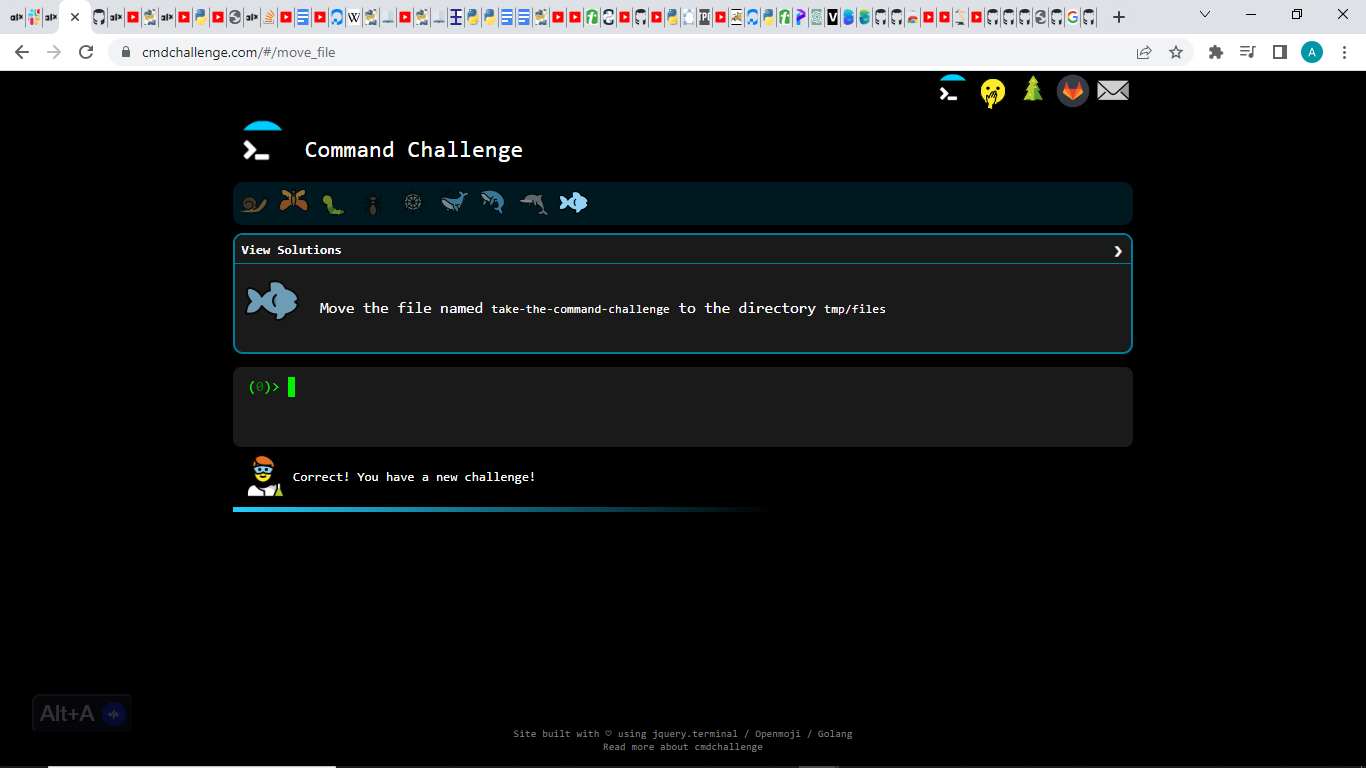 cmdchallenge.com/#/move_file
A
Command Challenge
View Solutions
Move the file named take-the-command-challenge to the directory tmp/files
(0)>
Correct! You have a new challenge!
Alt+A
Site built with ♡ using jquery.terminal / Openmoji / Golang
Read more about cmdchallenge